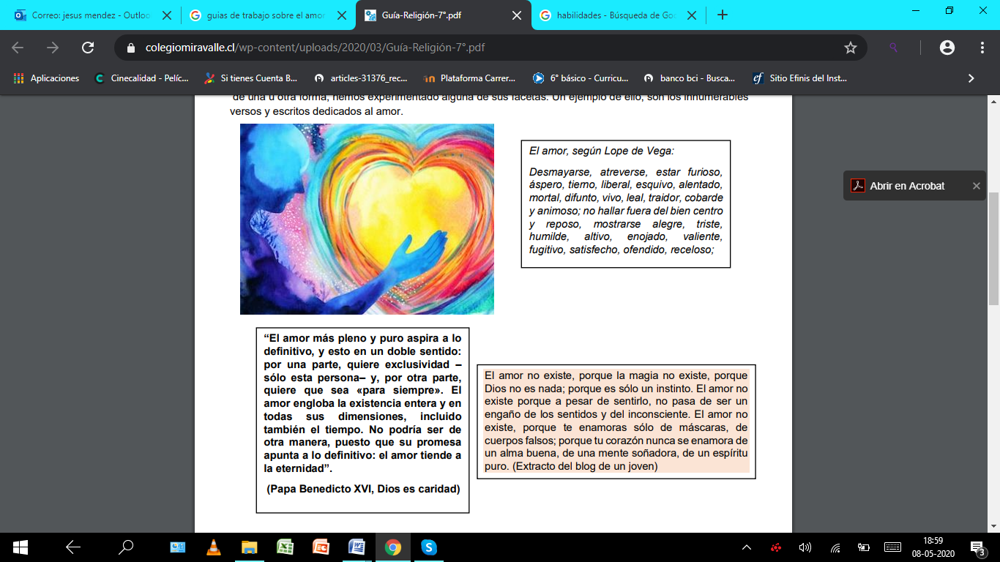 Correo: jesus mendez - Outloo
guias de trabajo sobre el amor
Guía-Religión-7°.pdf
habilidades - Búsqueda de Goo
colegiomiravalle.cl/wp-content/uploads/2020/03/Guía-Religión-7°.pdf
Aplicaciones
Cinecalidad - Pelíc...
Si tienes Cuenta B...
articles-31376_rec...
Plataforma Carrer...
6° básico - Curricu...
banco bci - Busca...
Sitio Efinis del Inst...
de una u otra forma, hemos experimentado alguna de sus facetas. Un ejemplo de ello, son los innumerables
versos y escritos dedicados al amor.
El amor, según Lope de Vega:
Desmayarse, atreverse, estar furioso,
áspero, tierno, liberal, esquivo, alentado,
mortal, difunto, vivo, leal, traidor, cobarde
y animoso; no hallar fuera del bien centro
y reposo, mostrarse alegre, triste,
humilde, altivo, enojado, valiente,
fugitivo, satisfecho, ofendido, receloso;
Abrir en Acrobat
“El amor más pleno y puro aspira a lo
definitivo, y esto en un doble sentido:
por una parte, quiere exclusividad –
sólo esta persona– y, por otra parte,
quiere que sea «para siempre». El
amor engloba la existencia entera y en
todas sus dimensiones, incluido
también el tiempo. No podría ser de
otra manera, puesto que su promesa
apunta a lo definitivo: el amor tiende a
la eternidad”.
(Papa Benedicto XVI, Dios es caridad)
El amor no existe, porque la magia no existe, porque
Dios no es nada; porque es sólo un instinto. El amor no
existe porque a pesar de sentirlo, no pasa de ser un
engaño de los sentidos y del inconsciente. El amor no
existe, porque te enamoras sólo de máscaras, de
cuerpos falsos; porque tu corazón nunca se enamora de
un alma buena, de una mente soñadora, de un espíritu
puro. (Extracto del blog de un joven)
18:59
08-05-2020
3